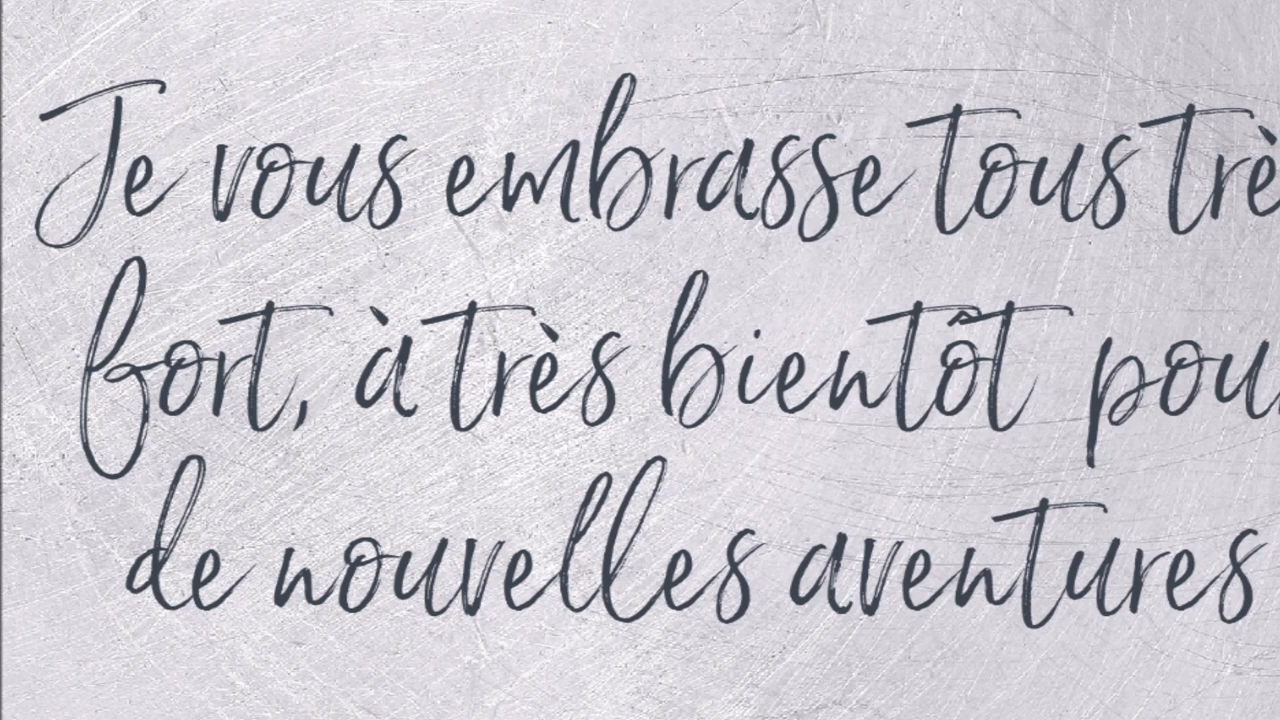 Je vous embrasse tous trè
fort, à très bientôt pou
de nouvelles aventures